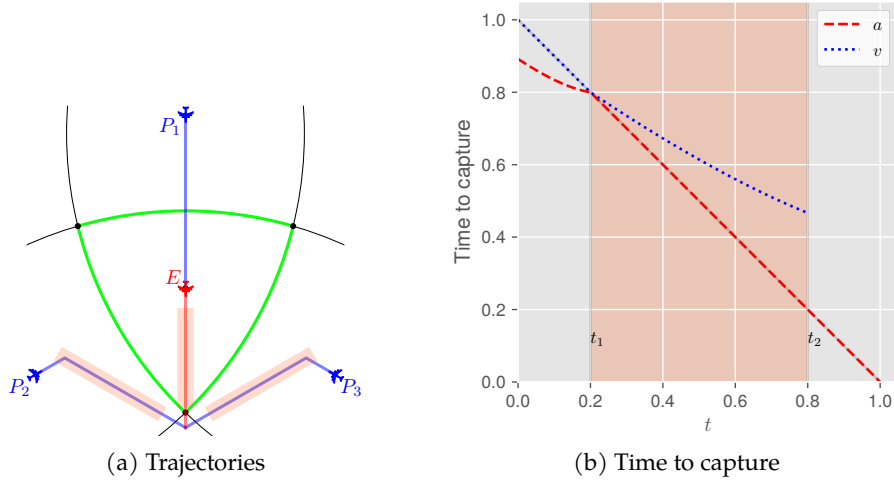 P₁
E
P₂
P₃
(a) Trajectories
1.0
0.8
0.6
0.4
0.2
0.0
Time to capture
a
v
t₁
t₂
0.0 0.2 0.4 0.6 0.8 1.0
t
(b) Time to capture